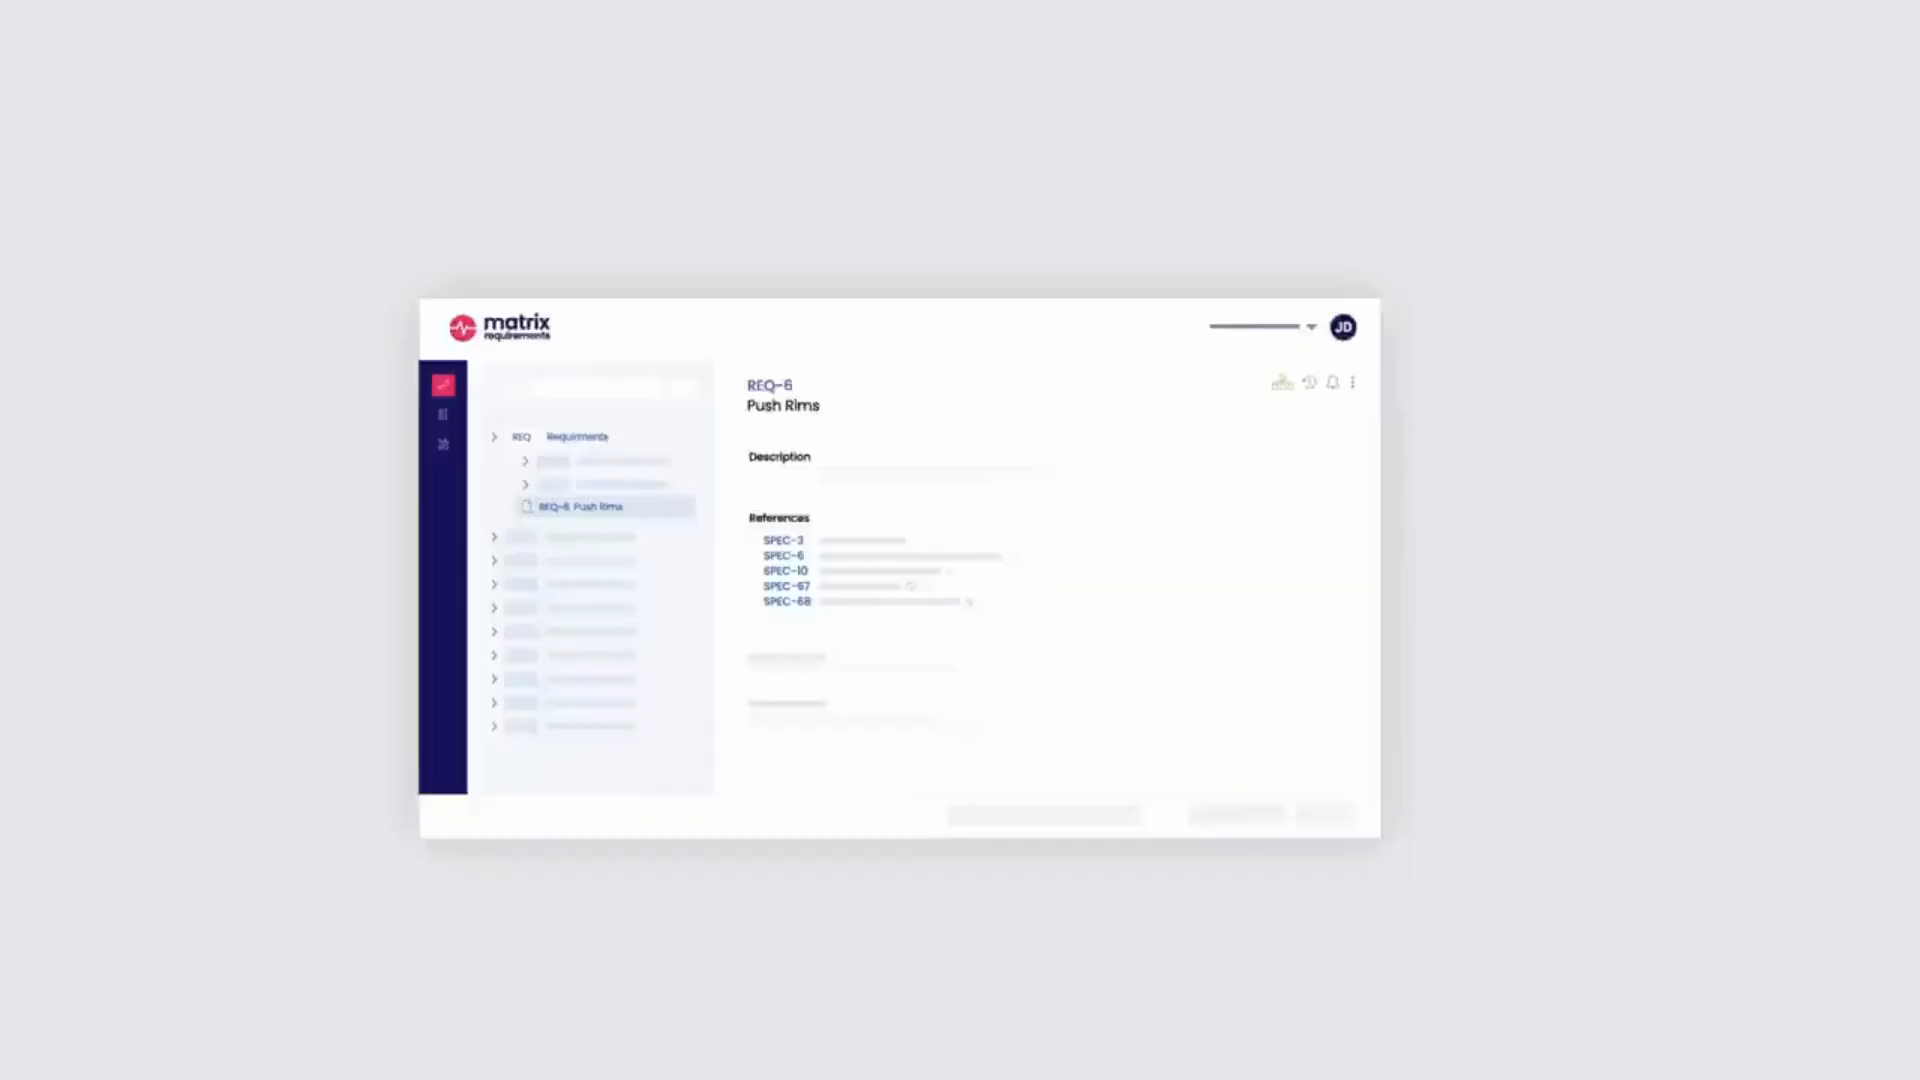 matrix
requirements
JD
REQ-6
Push Rims
REQ Requirments
REQ-6 Push Rims
Description
References
SPEC-3
SPEC-6
SPEC-10
SPEC-67
SPEC-68